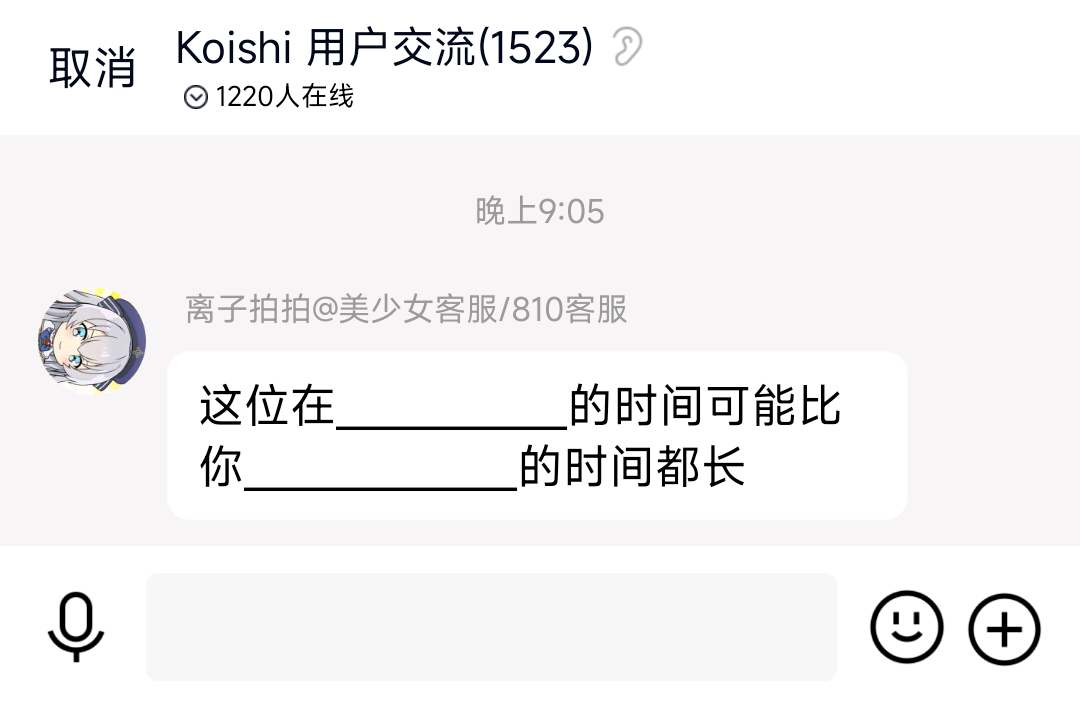 取消
Koishi 用户交流(1523)
1220人在线
晚上9:05
离子拍拍@美少女客服/810客服
这位在__________的时间可能比
你____________的时间都长